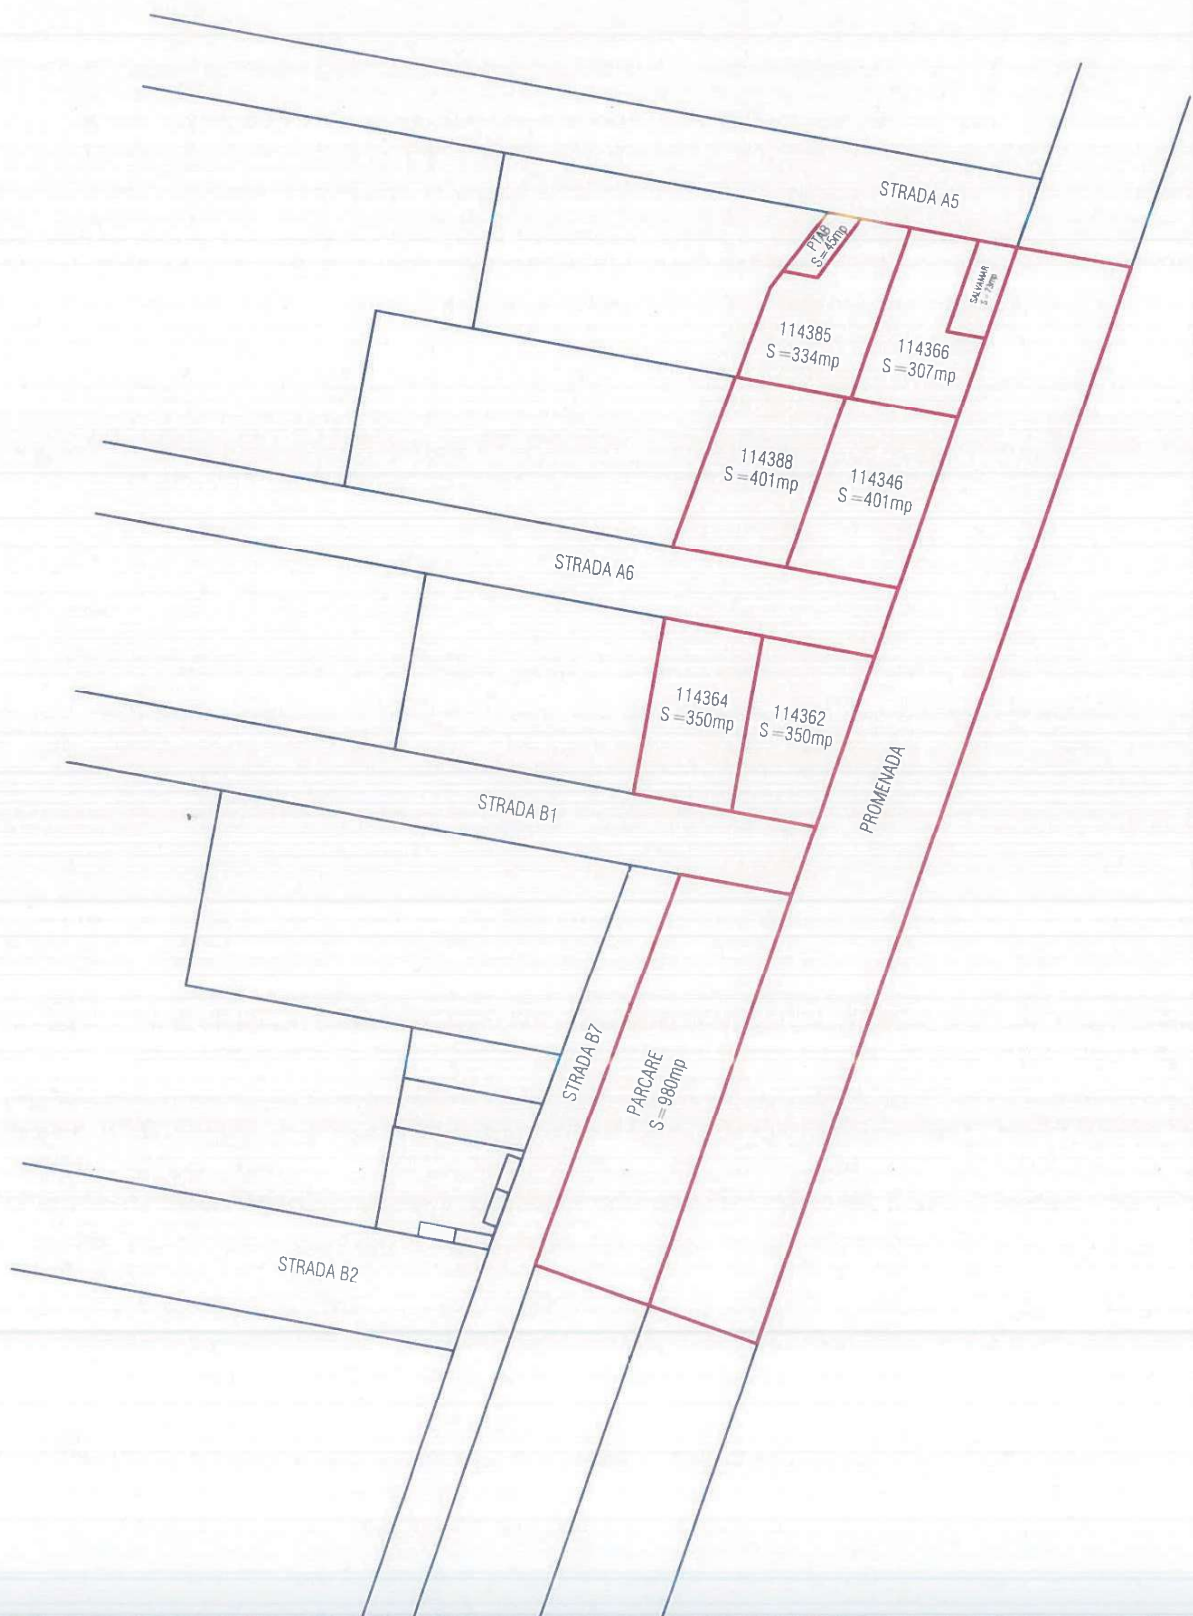 STRADA A5
PTAB
S=45mp
SALVAMAR
S=73mp
114385
S=334mp
114366
S=307mp
114388
S=401mp
114346
S=401mp
STRADA A6
114364
S=350mp
114362
S=350mp
PROMENADA
STRADA B1
STRADA B7
PARCARE
S=980mp
STRADA B2